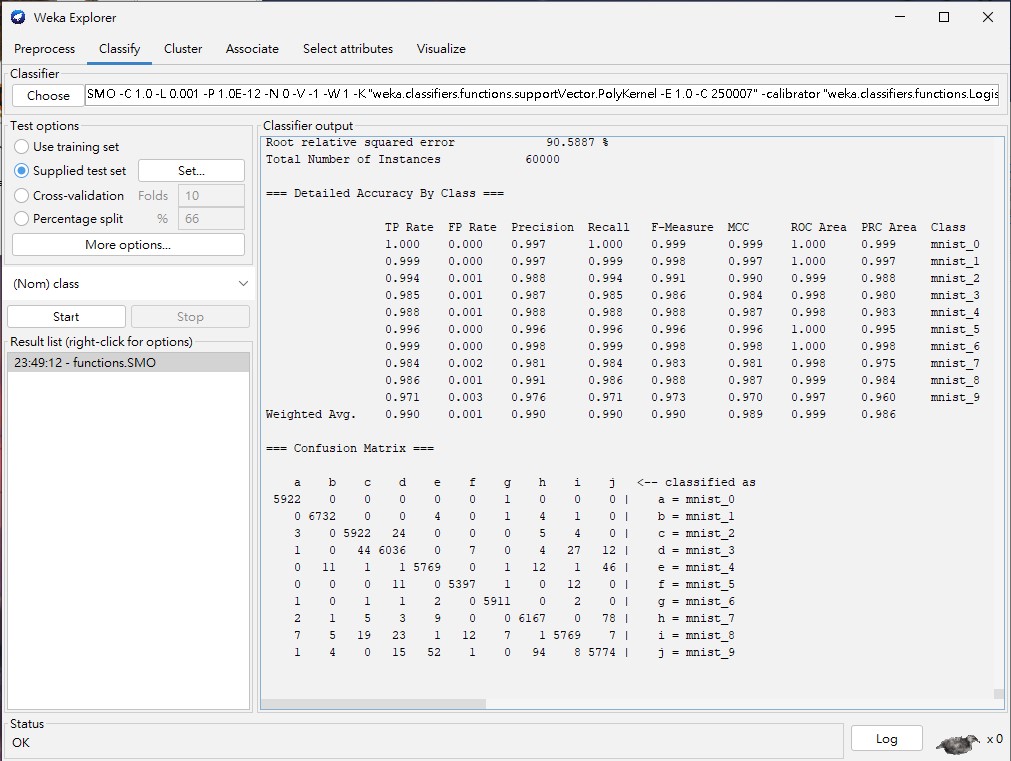 Weka Explorer
Preprocess Classify Cluster Associate Select attributes Visualize
Classifier
Choose SMO -C 1.0 -L 0.001 -P 1.0E-12 -N 0 -V -1 -W 1 -K "weka.classifiers.functions.supportVector.PolyKernel -E 1.0 -C 250007" -calibrator "weka.classifiers.functions.Logis
Test options
Use training set
Supplied test set Set...
Cross-validation Folds 10
Percentage split % 66
More options...
(Nom) class
Start Stop
Result list (right-click for options)
23:49:12 - functions.SMO
Classifier output
Root relative squared error 90.5887 %
Total Number of Instances 60000
=== Detailed Accuracy By Class ===
TP Rate FP Rate Precision Recall F-Measure MCC ROC Area PRC Area Class
1.000 0.000 0.997 1.000 0.999 0.999 1.000 0.999 mnist_0
0.999 0.000 0.997 0.999 0.998 0.997 1.000 0.997 mnist_1
0.994 0.001 0.988 0.994 0.991 0.990 0.999 0.988 mnist_2
0.985 0.001 0.987 0.985 0.986 0.984 0.998 0.980 mnist_3
0.988 0.001 0.988 0.988 0.988 0.987 0.998 0.983 mnist_4
0.996 0.000 0.996 0.996 0.996 0.996 1.000 0.995 mnist_5
0.999 0.000 0.998 0.999 0.998 0.998 1.000 0.998 mnist_6
0.984 0.002 0.981 0.984 0.983 0.981 0.998 0.975 mnist_7
0.986 0.001 0.991 0.986 0.988 0.987 0.999 0.984 mnist_8
0.971 0.003 0.976 0.971 0.973 0.970 0.997 0.960 mnist_9
Weighted Avg. 0.990 0.001 0.990 0.990 0.990 0.989 0.999 0.986
=== Confusion Matrix ===
a b c d e f g h i j <-- classified as
5922 0 0 0 0 0 1 0 0 0 | a = mnist_0
0 6732 0 0 4 0 1 4 1 0 | b = mnist_1
3 0 5922 24 0 0 0 5 4 0 | c = mnist_2
1 0 44 6036 0 7 0 4 27 12 | d = mnist_3
0 11 1 1 5769 0 1 12 1 46 | e = mnist_4
0 0 0 11 0 5397 1 0 12 0 | f = mnist_5
1 0 1 1 2 0 5911 0 2 0 | g = mnist_6
2 1 5 3 9 0 0 6167 0 78 | h = mnist_7
7 5 19 23 1 12 7 1 5769 7 | i = mnist_8
1 4 0 15 52 1 0 94 8 5774 | j = mnist_9
Status
OK
Log
x 0